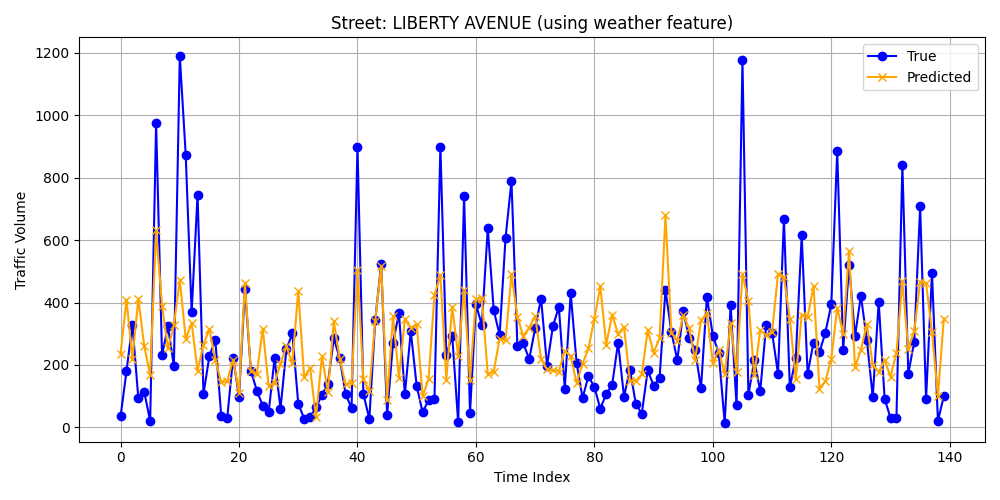 Street: LIBERTY AVENUE (using weather feature)
True
Predicted
Traffic Volume
1200
1000
800
600
400
200
0
0 20 40 60 80 100 120 140
Time Index